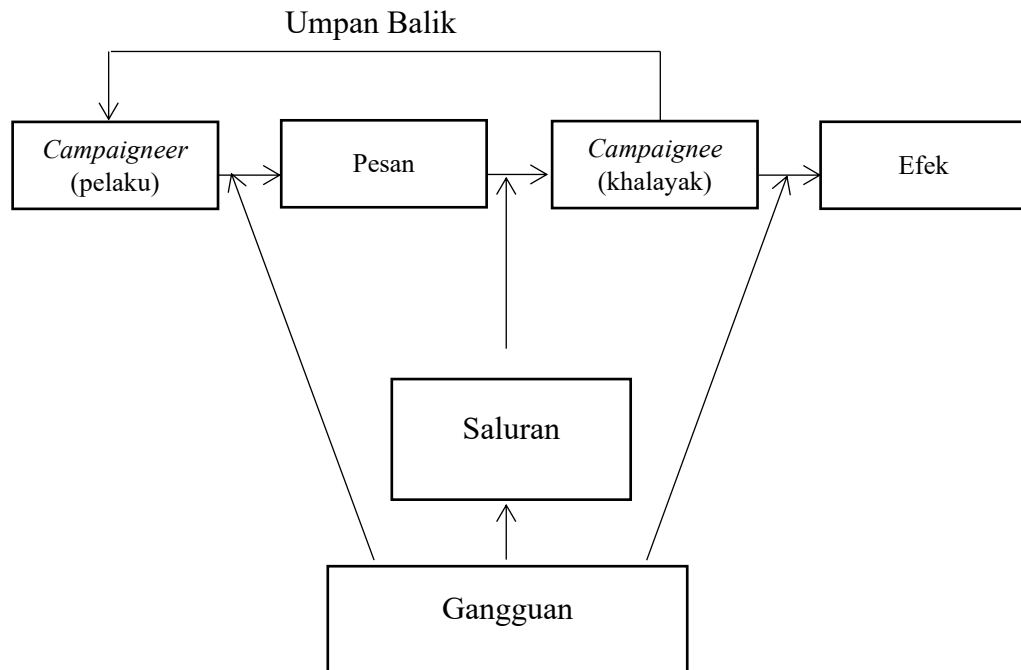 Umpan Balik
Campaigneer
(pelaku)
Pesan
Campaignee
(khalayak)
Efek
Saluran
Gangguan